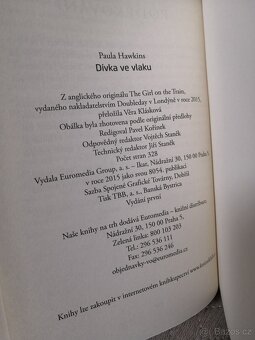 Paula Hawkins
Dívka ve vlaku
Z anglického originálu The Girl on the Train,
vydaného nakladatelstvím Doubleday v Londýně v roce 2015,
přeložila Věra Klásková
Obálka byla zhotovena podle originální předlohy
Redigoval Pavel Kořínek
Odpovědný redaktor Vojtěch Staněk
Technický redaktor Jiří Staněk
Počet stran 328
Vydala Euromedia Group, a. s. – Ikar, Nádražní 30, 150 00 Praha 5
v roce 2015 jako svou 8054. publikaci
Sazba Spojené Grafické Továrny, Dobříš
Tisk TBB, a. s., Banská Bystrica
Vydání první
Naše knihy na trh dodává Euromedia – knižní distribuce,
Nádražní 30, 150 00 Praha 5,
Zelená linka: 800 103 203
Tel.: 296 536 111
Fax: 296 536 246
objednavky-vo@euromedia.cz
Knihy lze zakoupit v internetovém knihkupectví